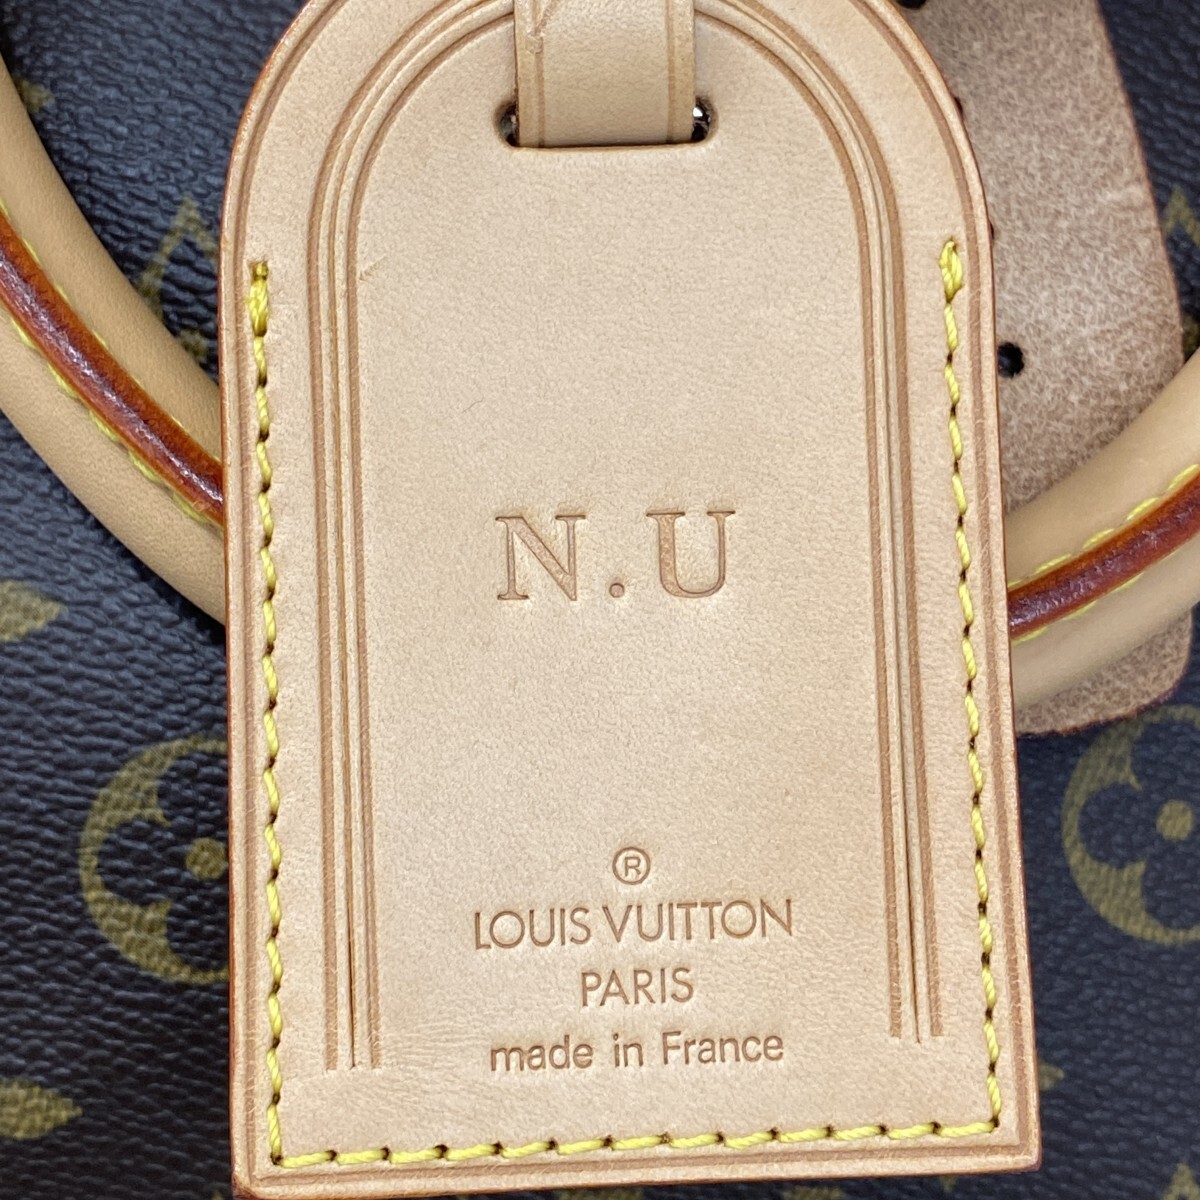 N.U
®
LOUIS VUITTON
PARIS
made in France